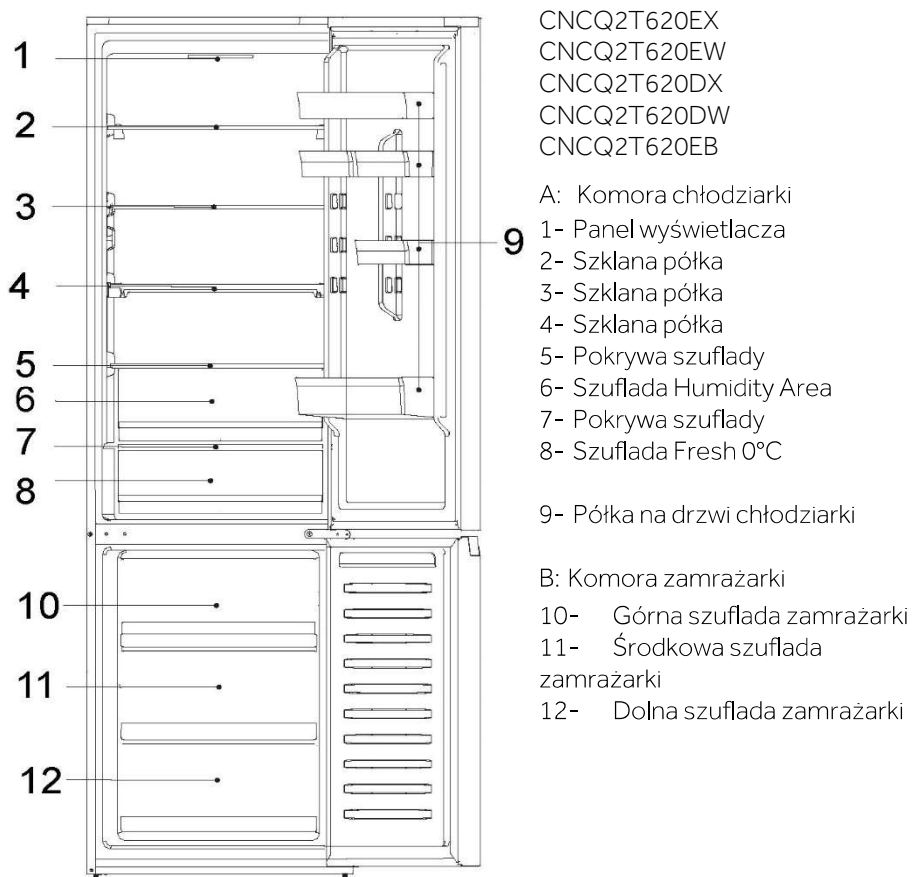 1
2
3
4
5
6
7
8
9
10
11
12
CNCQ2T620EX
CNCQ2T620EW
CNCQ2T620DX
CNCQ2T620DW
CNCQ2T620EB
A: Komora chłodziarki
1- Panel wyświetlacza
2- Szklana półka
3- Szklana półka
4- Szklana półka
5- Pokrywa szuflady
6- Szuflada Humidity Area
7- Pokrywa szuflady
8- Szuflada Fresh 0°C
9- Półka na drzwi chłodziarki
B: Komora zamrażarki
10- Górna szuflada zamrażarki
11- Środkowa szuflada
zamrażarki
12- Dolna szuflada zamrażarki